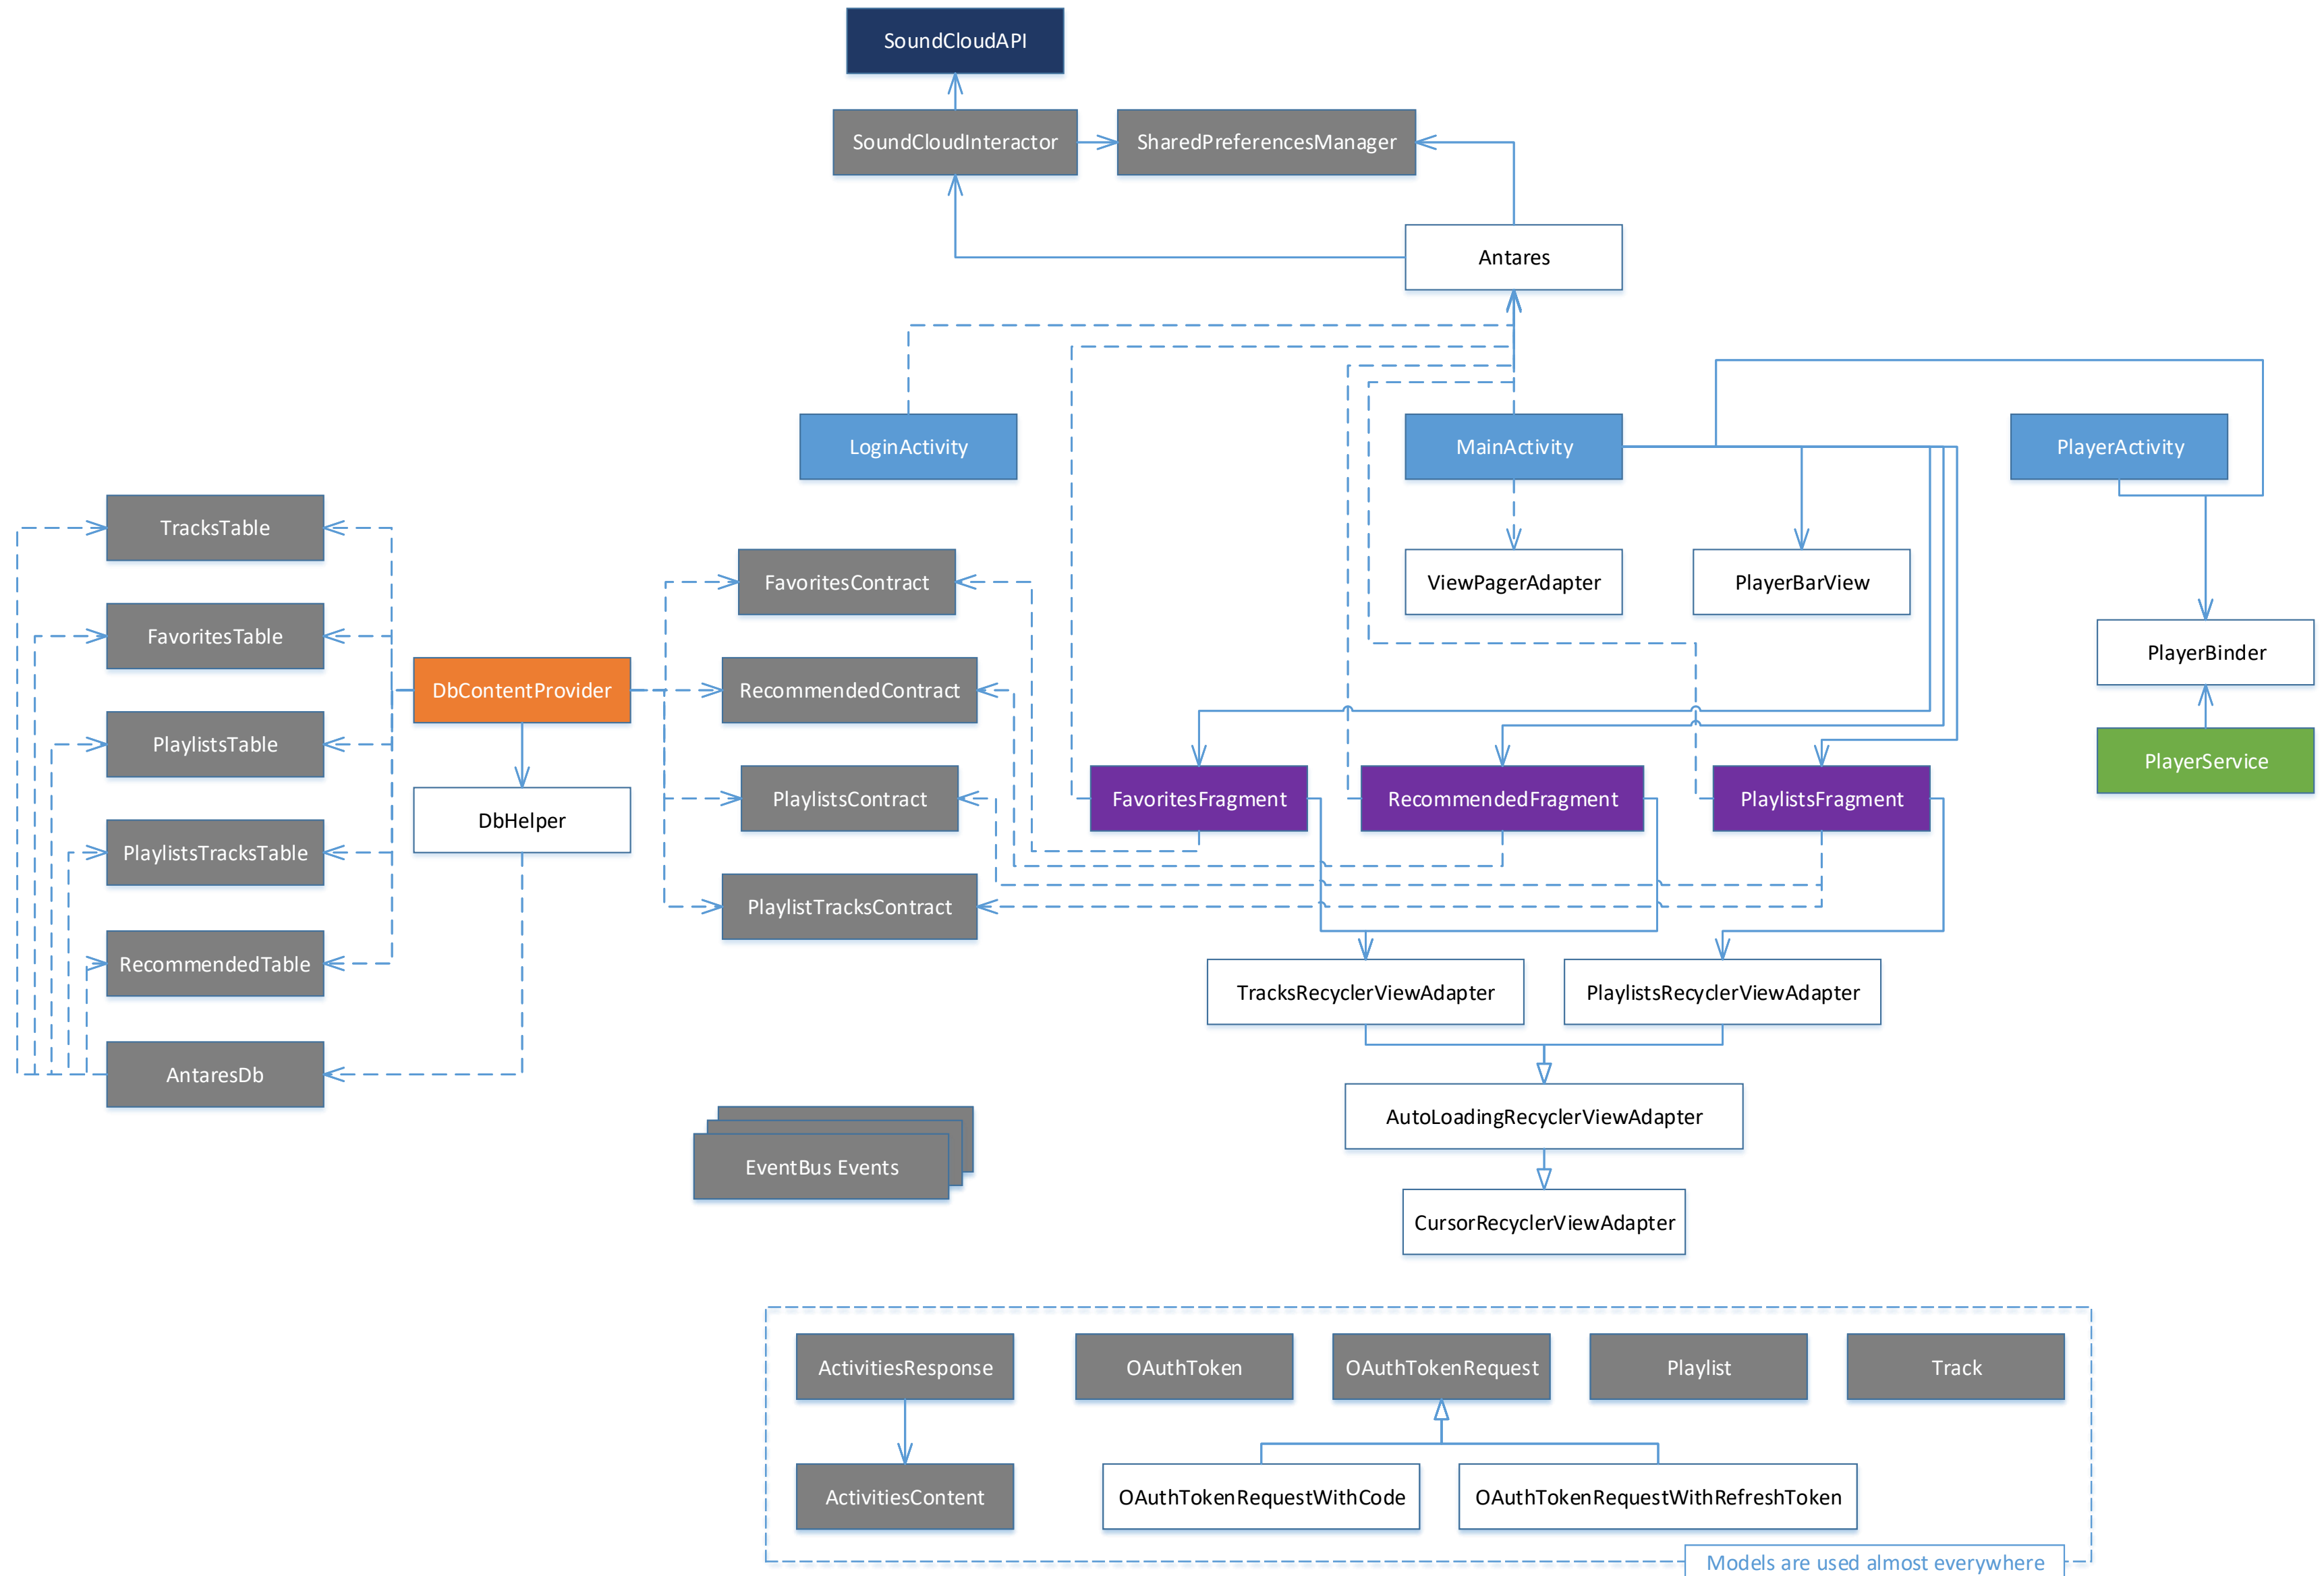 SoundCloudAPI
SoundCloudInteractor
SharedPreferencesManager
Antares
LoginActivity
MainActivity
PlayerActivity
TracksTable
FavoritesContract
ViewPagerAdapter
PlayerBarView
FavoritesTable
PlayerBinder
DbContentProvider
RecommendedContract
PlaylistsTable
PlayerService
PlaylistsContract
FavoritesFragment
RecommendedFragment
PlaylistsFragment
DbHelper
PlaylistsTracksTable
PlaylistTracksContract
RecommendedTable
TracksRecyclerViewAdapter
PlaylistsRecyclerViewAdapter
AntaresDb
AutoLoadingRecyclerViewAdapter
EventBus Events
CursorRecyclerViewAdapter
ActivitiesResponse
OAuthToken
OAuthTokenRequest
Playlist
Track
ActivitiesContent
OAuthTokenRequestWithCode
OAuthTokenRequestWithRefreshToken
Models are used almost everywhere